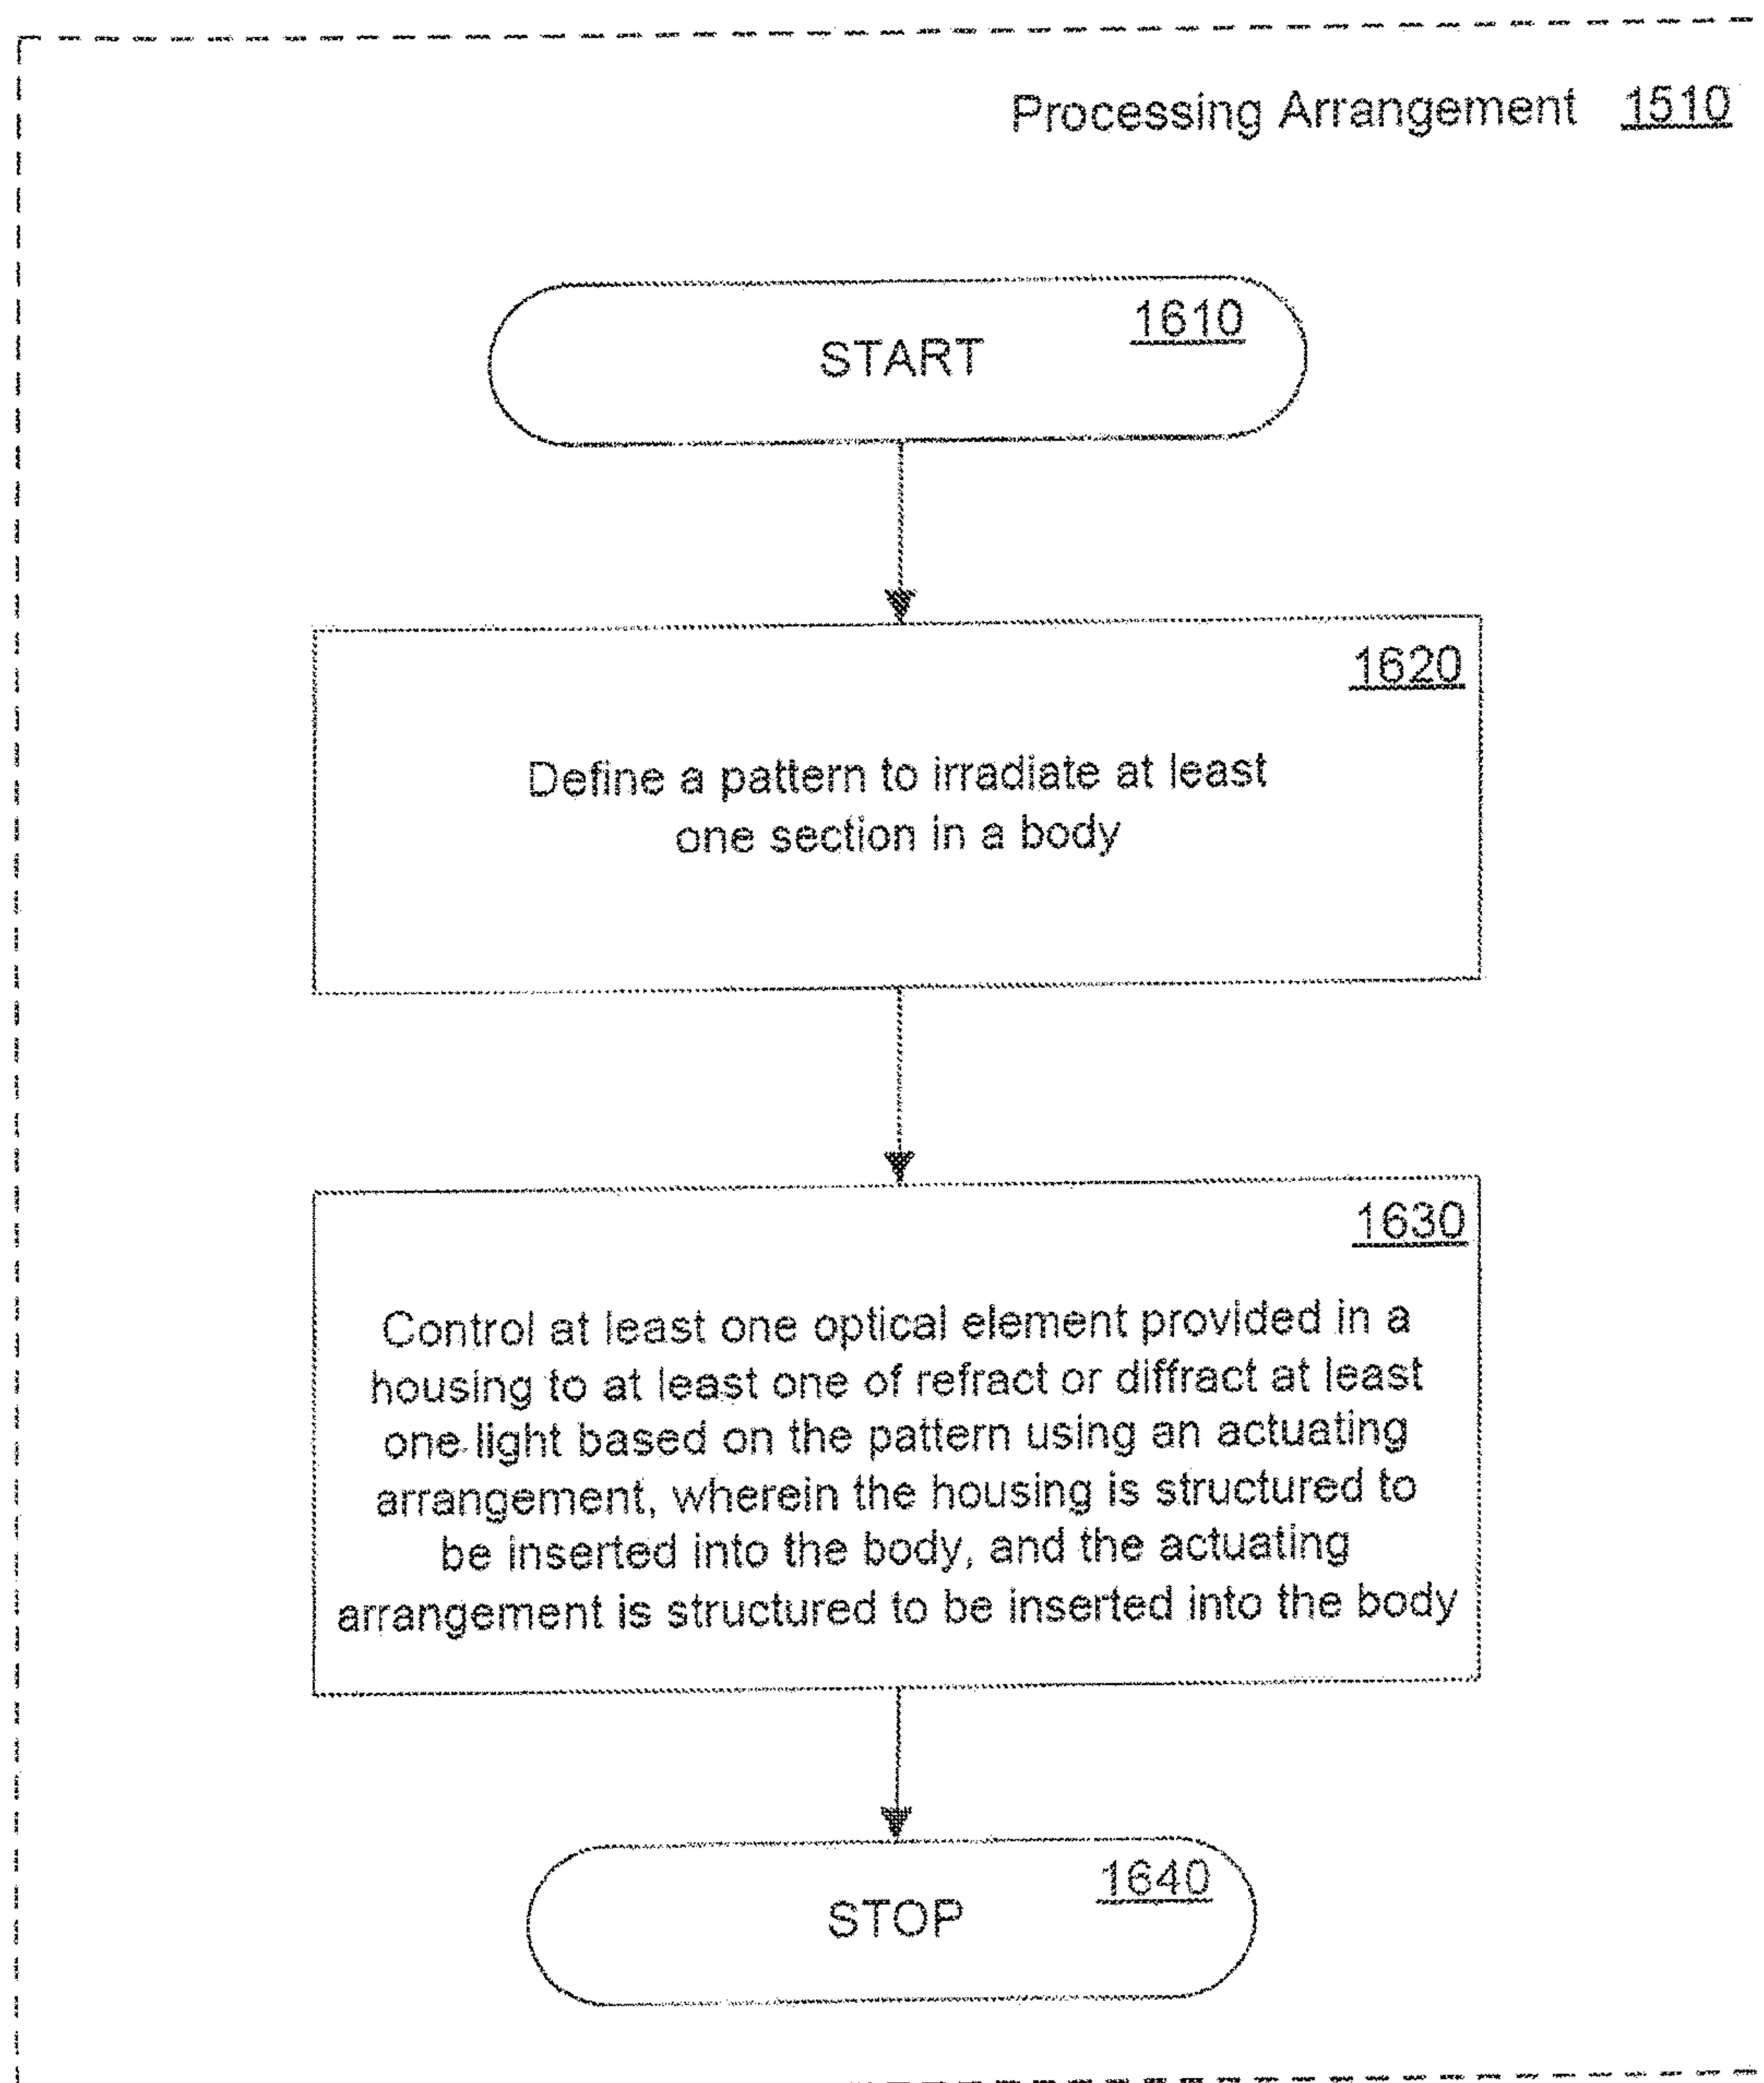 Processing Arrangement 1510
1610
START
1620
Define a pattern to irradiate at least
one section in a body
1630
Control at least one optical element provided in a
housing to at least one of refract or diffract at least
one light based on the pattern using an actuating
arrangement, wherein the housing is structured to
be inserted into the body, and the actuating
arrangement is structured to be inserted into the body
1640
STOP